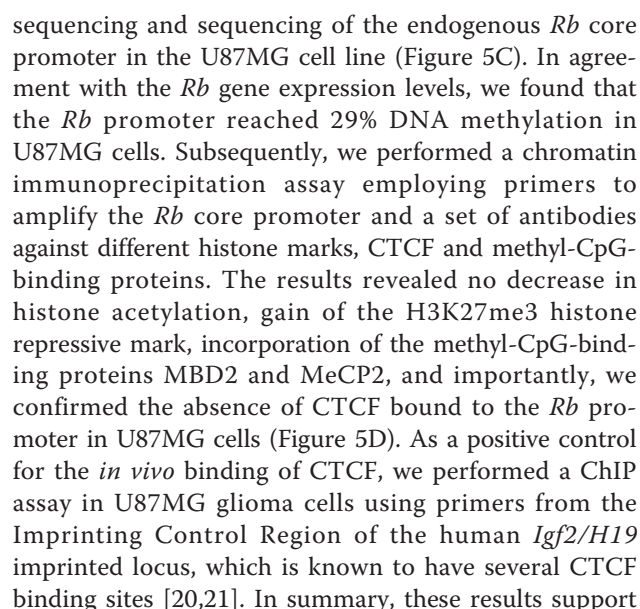 sequencing and sequencing of the endogenous Rb core
promoter in the U87MG cell line (Figure 5C). In agree-
ment with the Rb gene expression levels, we found that
the Rb promoter reached 29% DNA methylation in
U87MG cells. Subsequently, we performed a chromatin
immunoprecipitation assay employing primers to
amplify the Rb core promoter and a set of antibodies
against different histone marks, CTCF and methyl-CpG-
binding proteins. The results revealed no decrease in
histone acetylation, gain of the H3K27me3 histone
repressive mark, incorporation of the methyl-CpG-bind-
ing proteins MBD2 and MeCP2, and importantly, we
confirmed the absence of CTCF bound to the Rb pro-
moter in U87MG cells (Figure 5D). As a positive control
for the in vivo binding of CTCF, we performed a ChIP
assay in U87MG glioma cells using primers from the
Imprinting Control Region of the human Igf2/H19
imprinted locus, which is known to have several CTCF
binding sites [20,21]. In summary, these results support